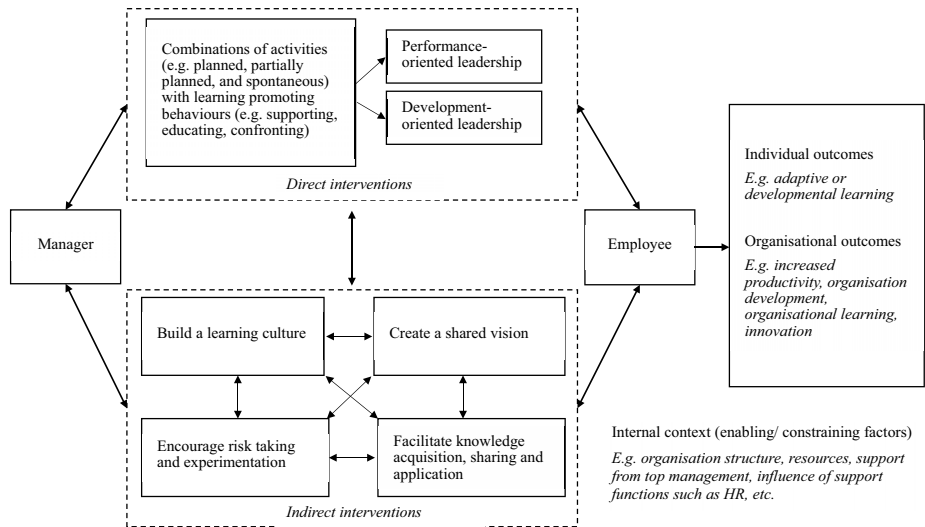 Combinations of activities
(e.g. planned, partially
planned, and spontaneous)
with learning promoting
behaviours (e.g. supporting,
educating, confronting)
Performance-
oriented leadership
Development-
oriented leadership
Direct interventions
Manager
Employee
Individual outcomes
E.g. adaptive or
developmental learning
Organisational outcomes
E.g. increased
productivity, organisation
development,
organisational learning,
innovation
Build a learning culture
Create a shared vision
Encourage risk taking
and experimentation
Facilitate knowledge
acquisition, sharing and
application
Indirect interventions
Internal context (enabling/ constraining factors)
E.g. organisation structure, resources, support
from top management, influence of support
functions such as HR, etc.